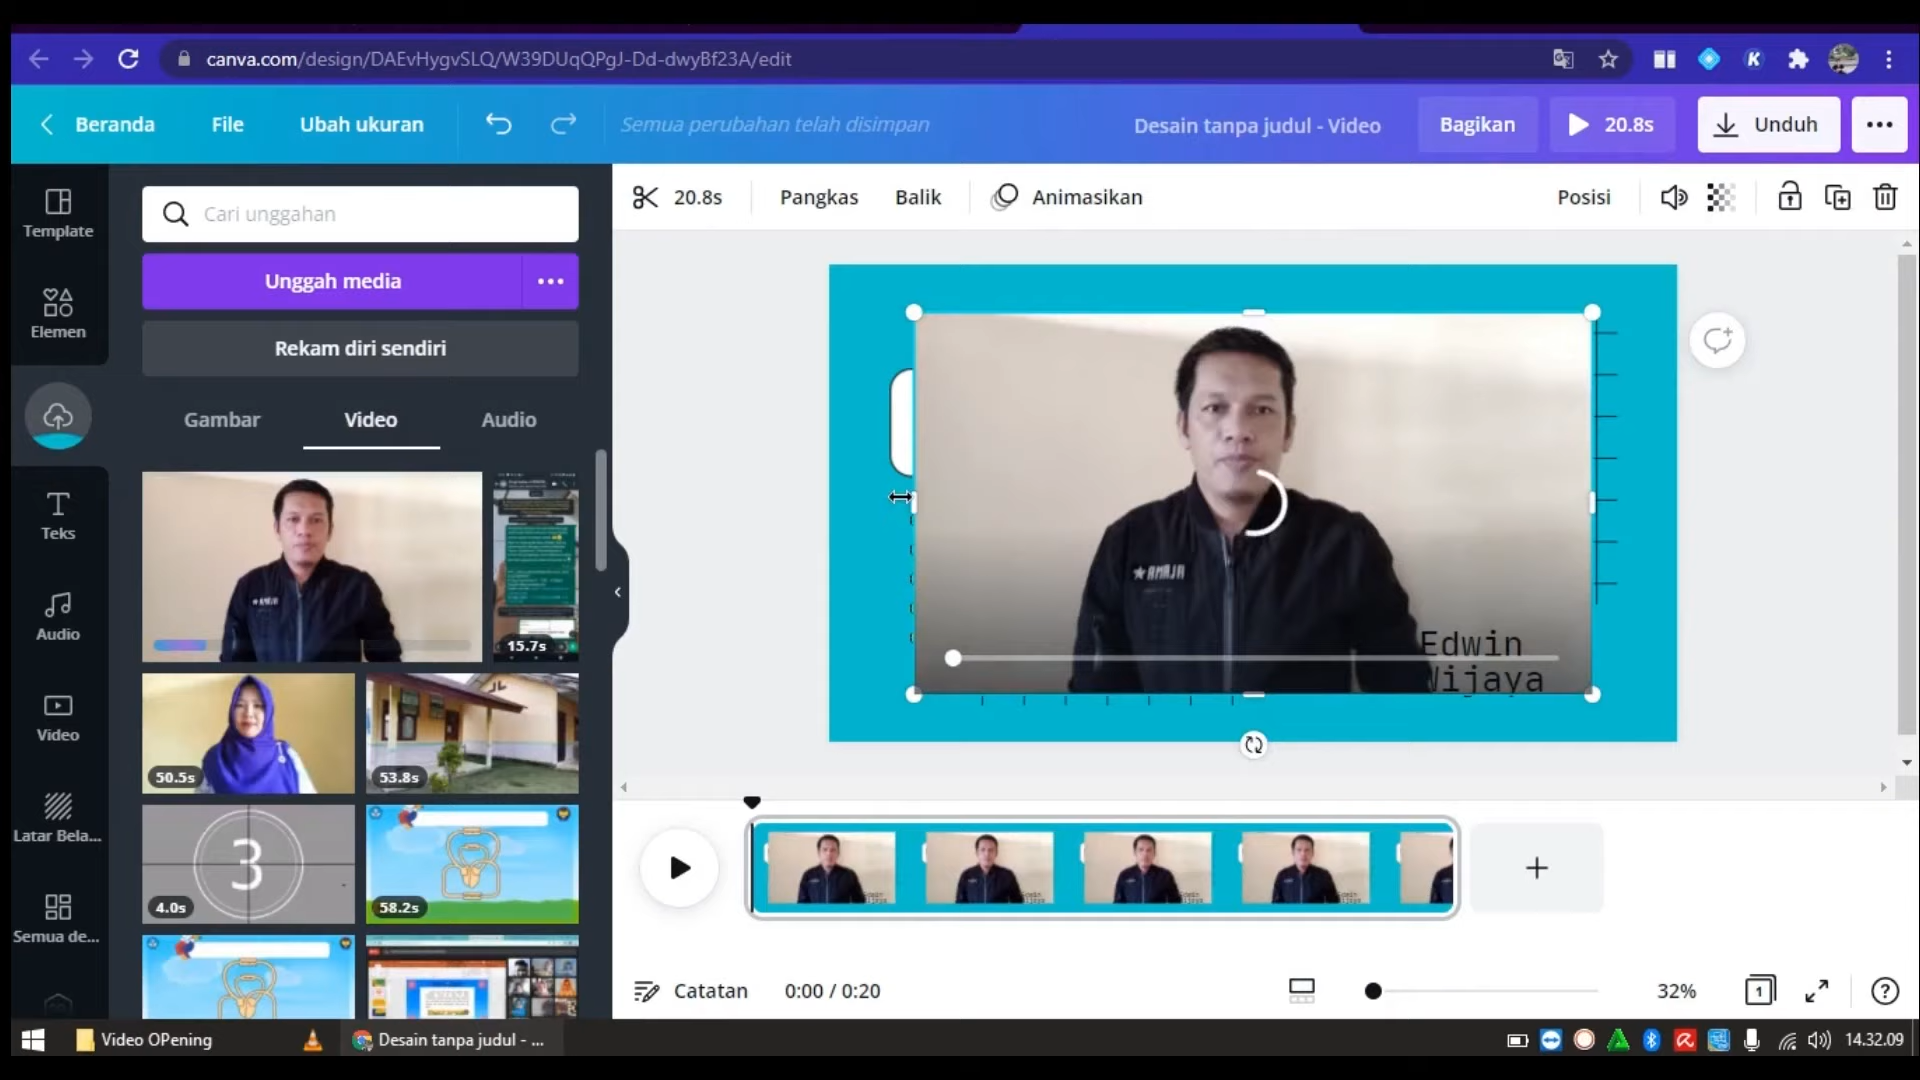 canva.com/design/DAEvHygvSLQ/W39DUqQPgJ-Dd-dwyBf23A/edit
Beranda
File
Ubah ukuran
Semua perubahan telah disimpan
Desain tanpa judul - Video
Bagikan
20.8s
Unduh
Template
Elemen
Teks
Audio
Video
Latar Bela...
Semua de...
Cari unggahan
Unggah media
Rekam diri sendiri
Gambar
Video
Audio
15.7s
50.5s
53.8s
3
4.0s
58.2s
20.8s
Pangkas
Balik
Animasikan
Posisi
AMAJA
Edwin
Wijaya
Catatan
0:00 / 0:20
32%
1
Video OPening
Desain tanpa judul - ...
14.32.09